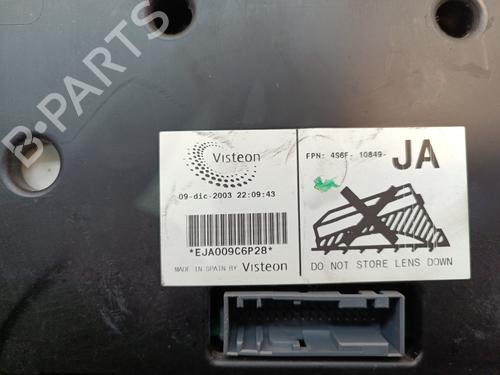 B-PARTS
Visteon
09-dic-2003 22:09:43
*EJA009C6P28*
MADE IN SPAIN BY Visteon
FPN: 4S6F- 10849- JA
DO NOT STORE LENS DOWN